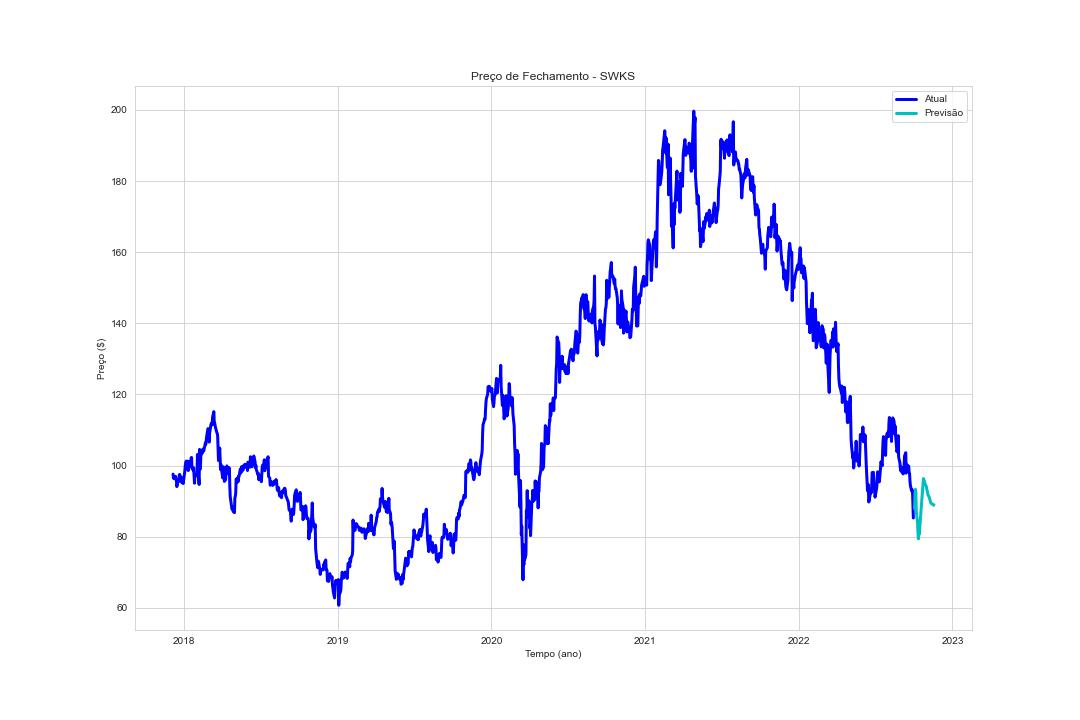 Preço de Fechamento - SWKS
Atual
Previsão
200
180
160
140
120
100
80
60
Preço ($)
2018 2019 2020 2021 2022 2023
Tempo (ano)